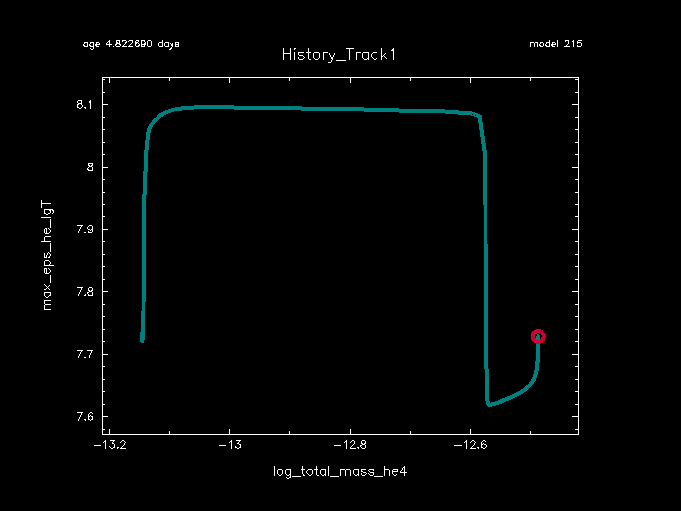 age 4.822690 days
model 215
History_Track1
8.1
8
7.9
7.8
7.7
7.6
max_eps_he_lgT
-13.2
-13
-12.8
-12.6
log_total_mass_he4